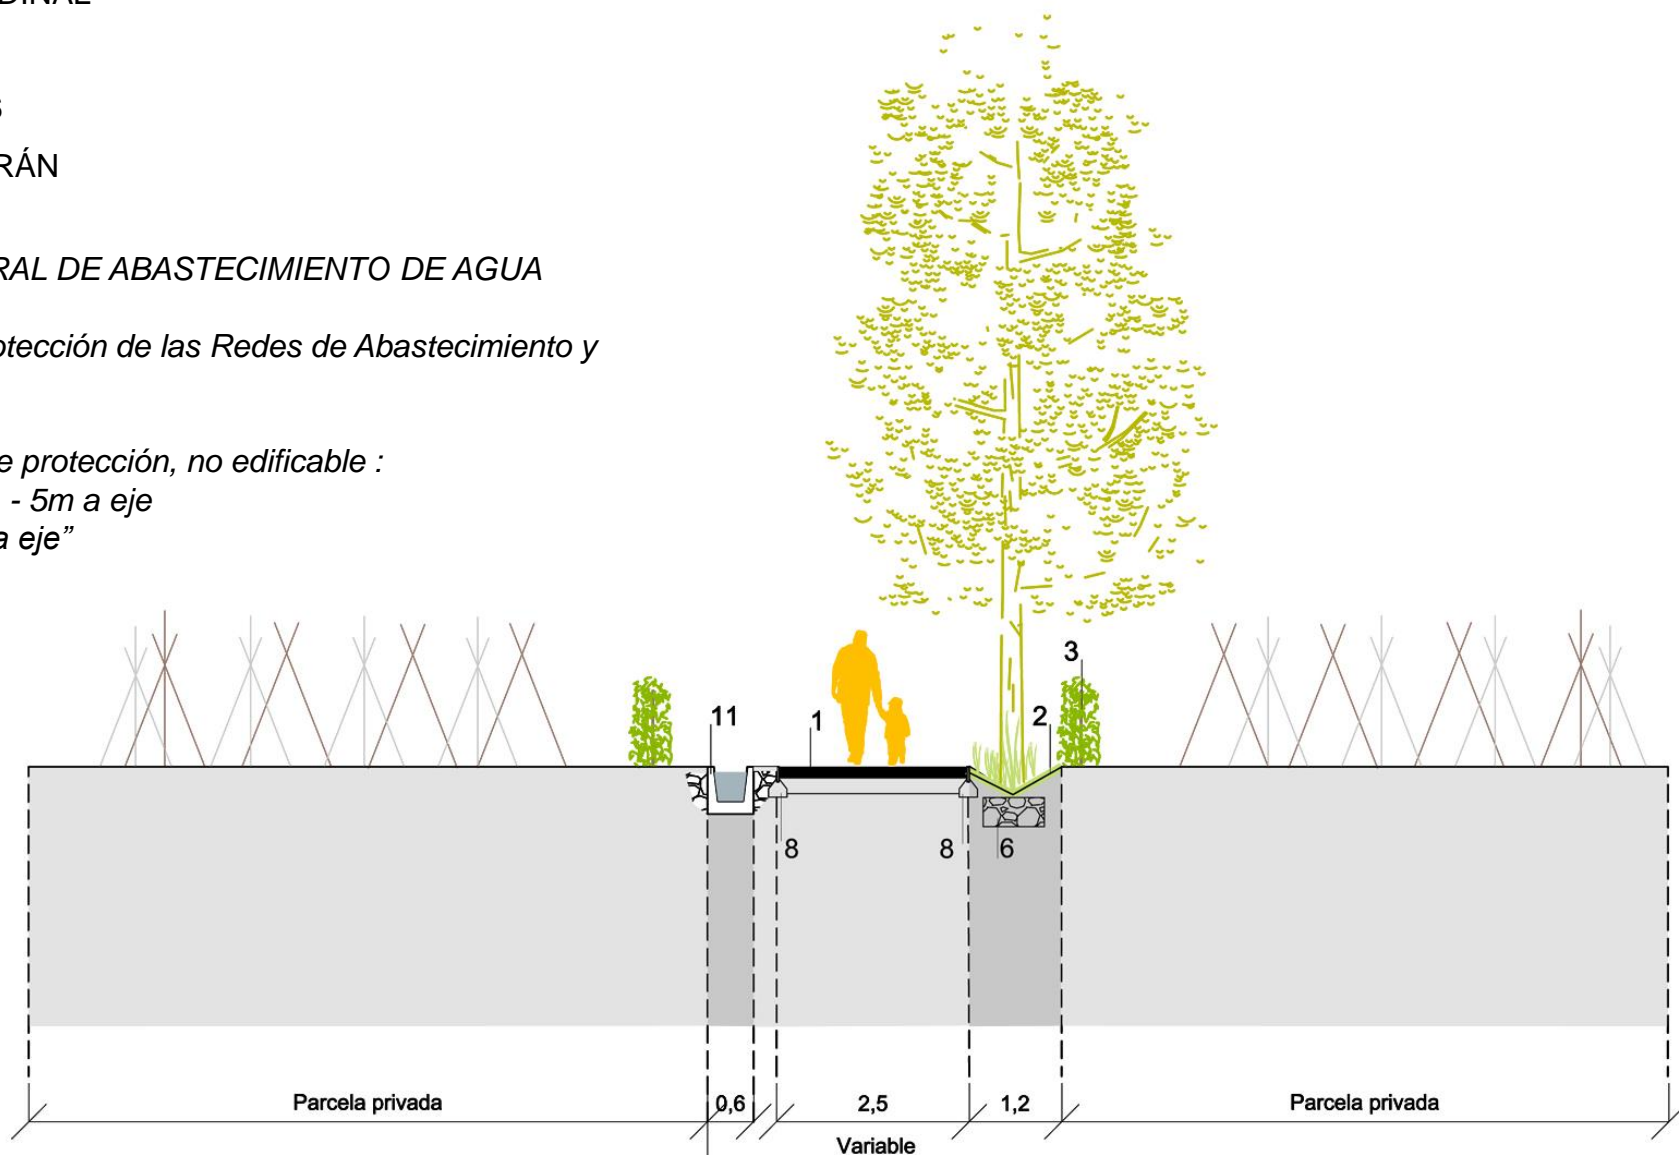 DINAL
S
RÁN
RAL DE ABASTECIMIENTO DE AGUA
otección de las Redes de Abastecimiento y
e protección, no edificable :
- 5m a eje
a eje”
3
11
1
2
8
8
6
Parcela privada
0,6
2,5
1,2
Parcela privada
Variable